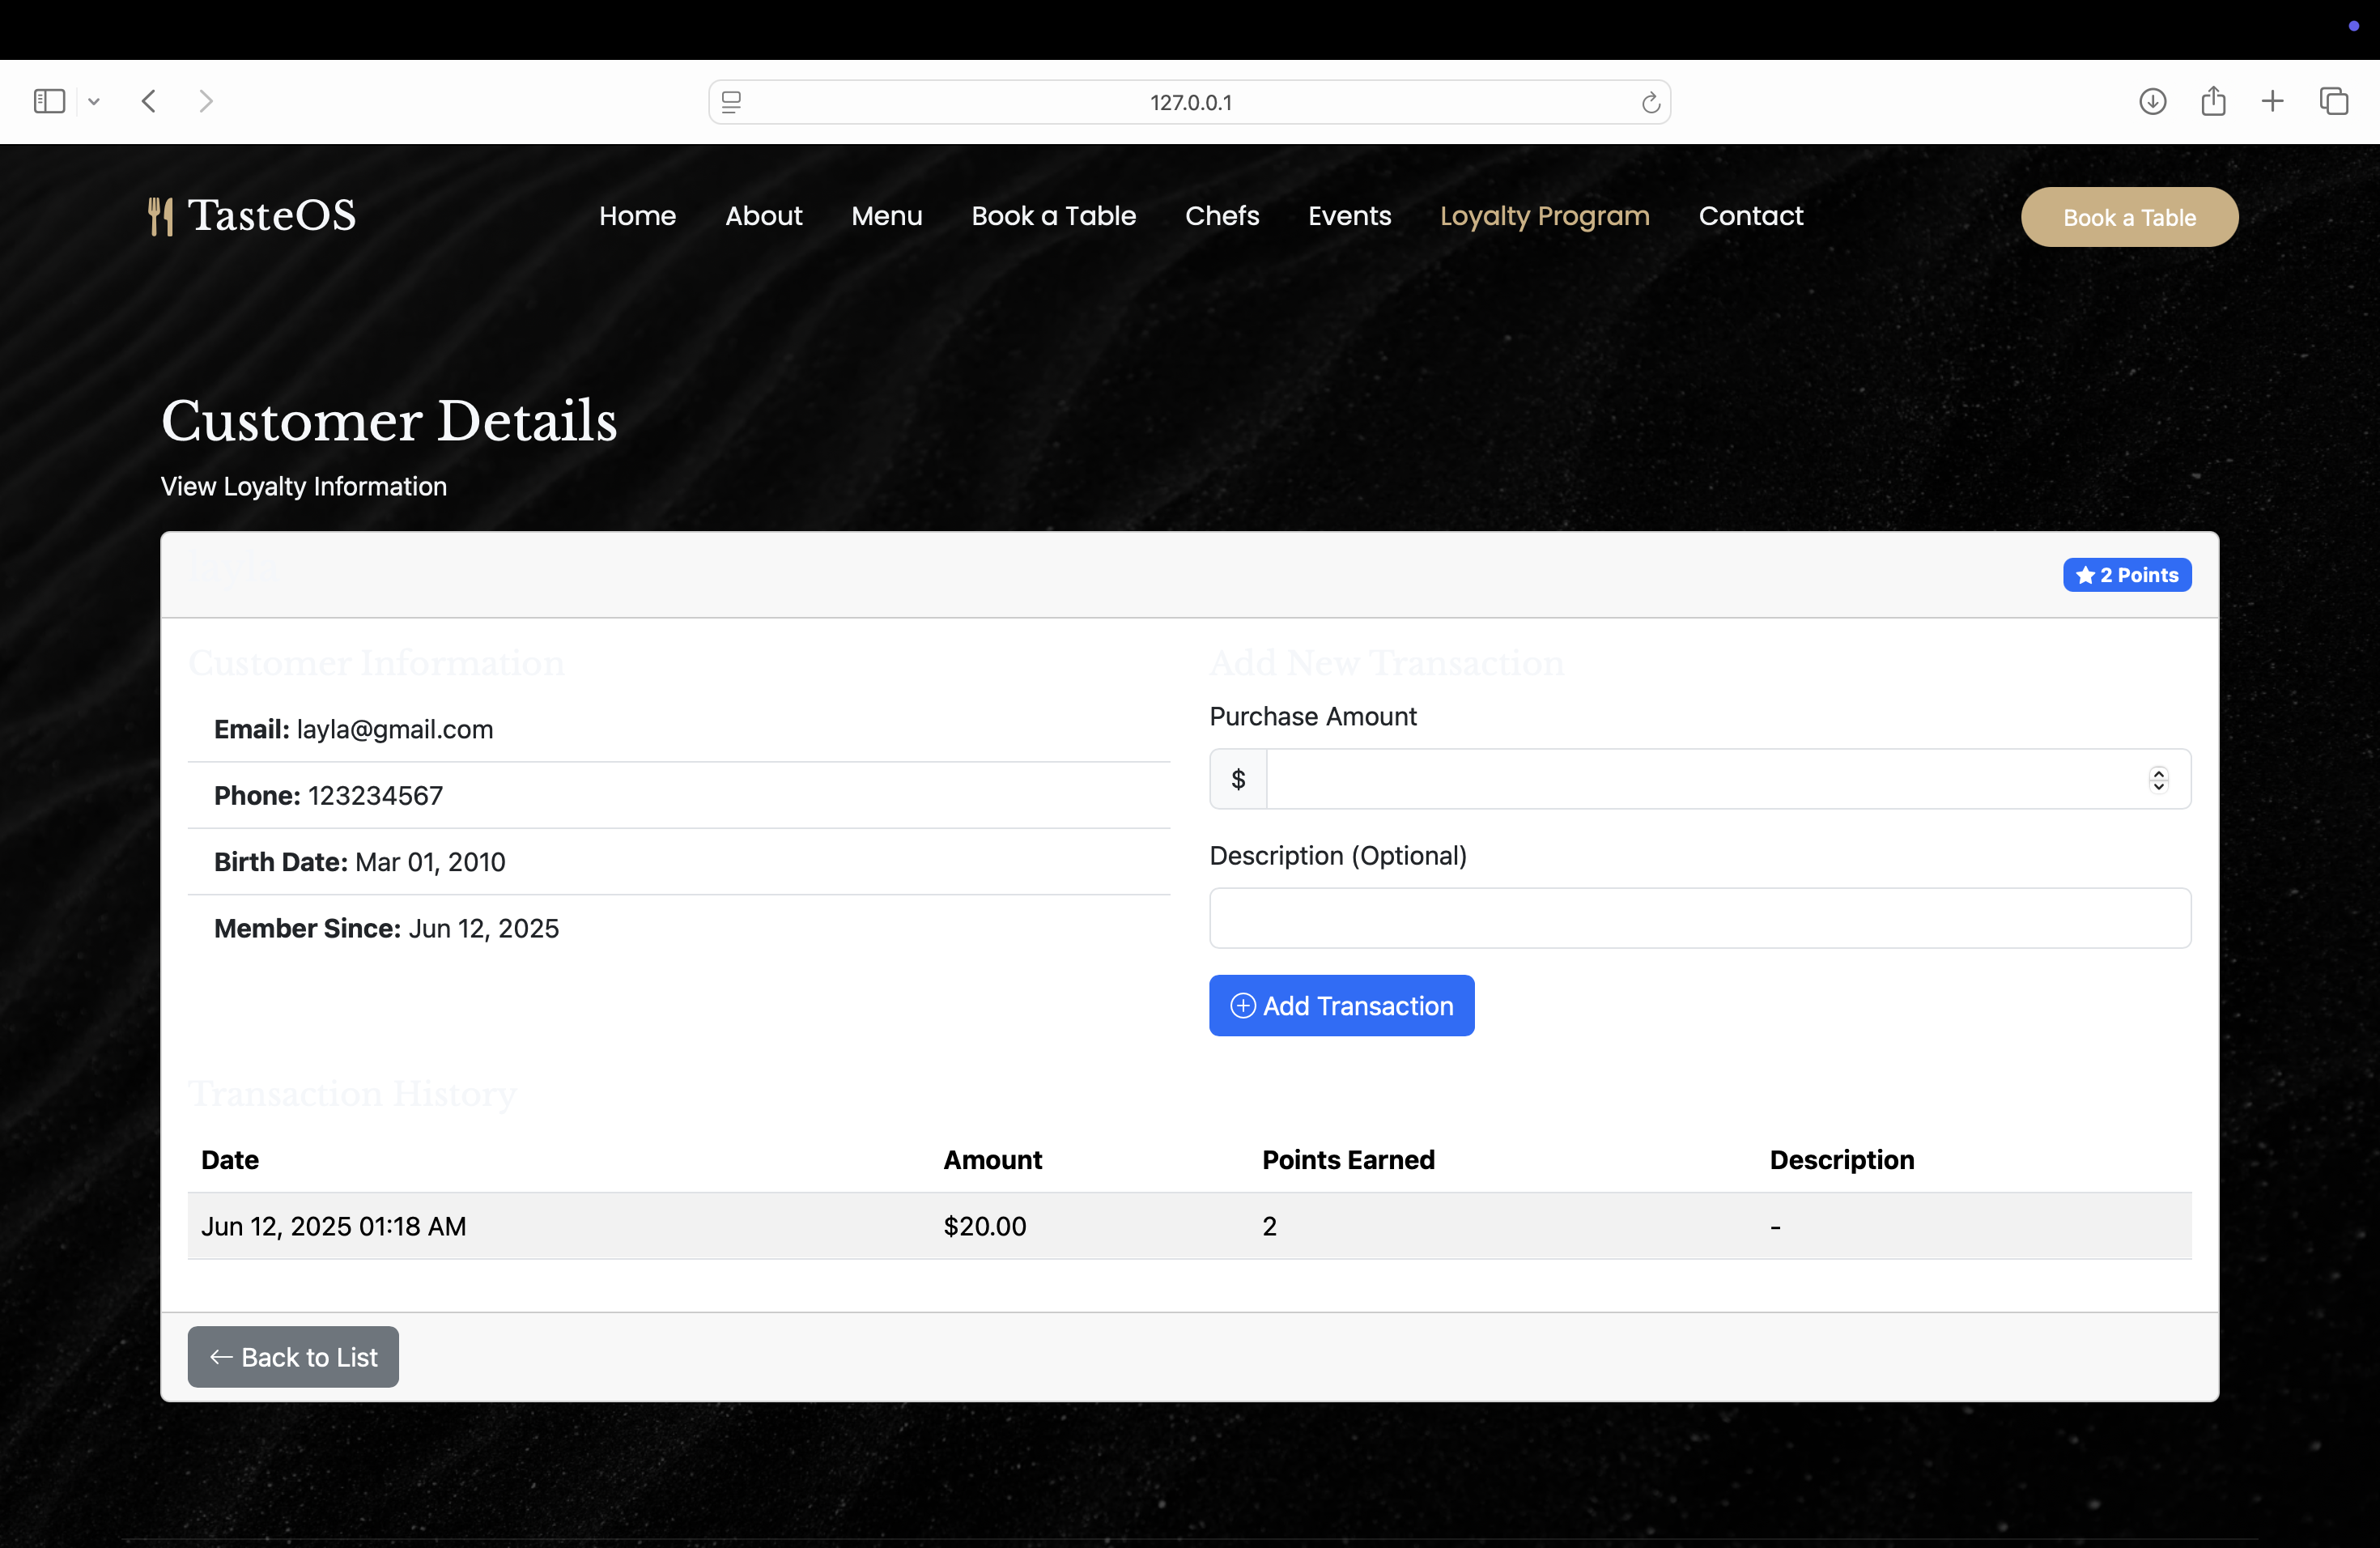 127.0.0.1
TasteOS
Home About Menu Book a Table Chefs Events Loyalty Program Contact
Book a Table
Customer Details
View Loyalty Information
2 Points
Customer Information
Email: layla@gmail.com
Phone: 123234567
Birth Date: Mar 01, 2010
Member Since: Jun 12, 2025
Add New Transaction
Purchase Amount
$
Description (Optional)
Add Transaction
Transaction History
Date Amount Points Earned Description
Jun 12, 2025 01:18 AM $20.00 2 -
Back to List